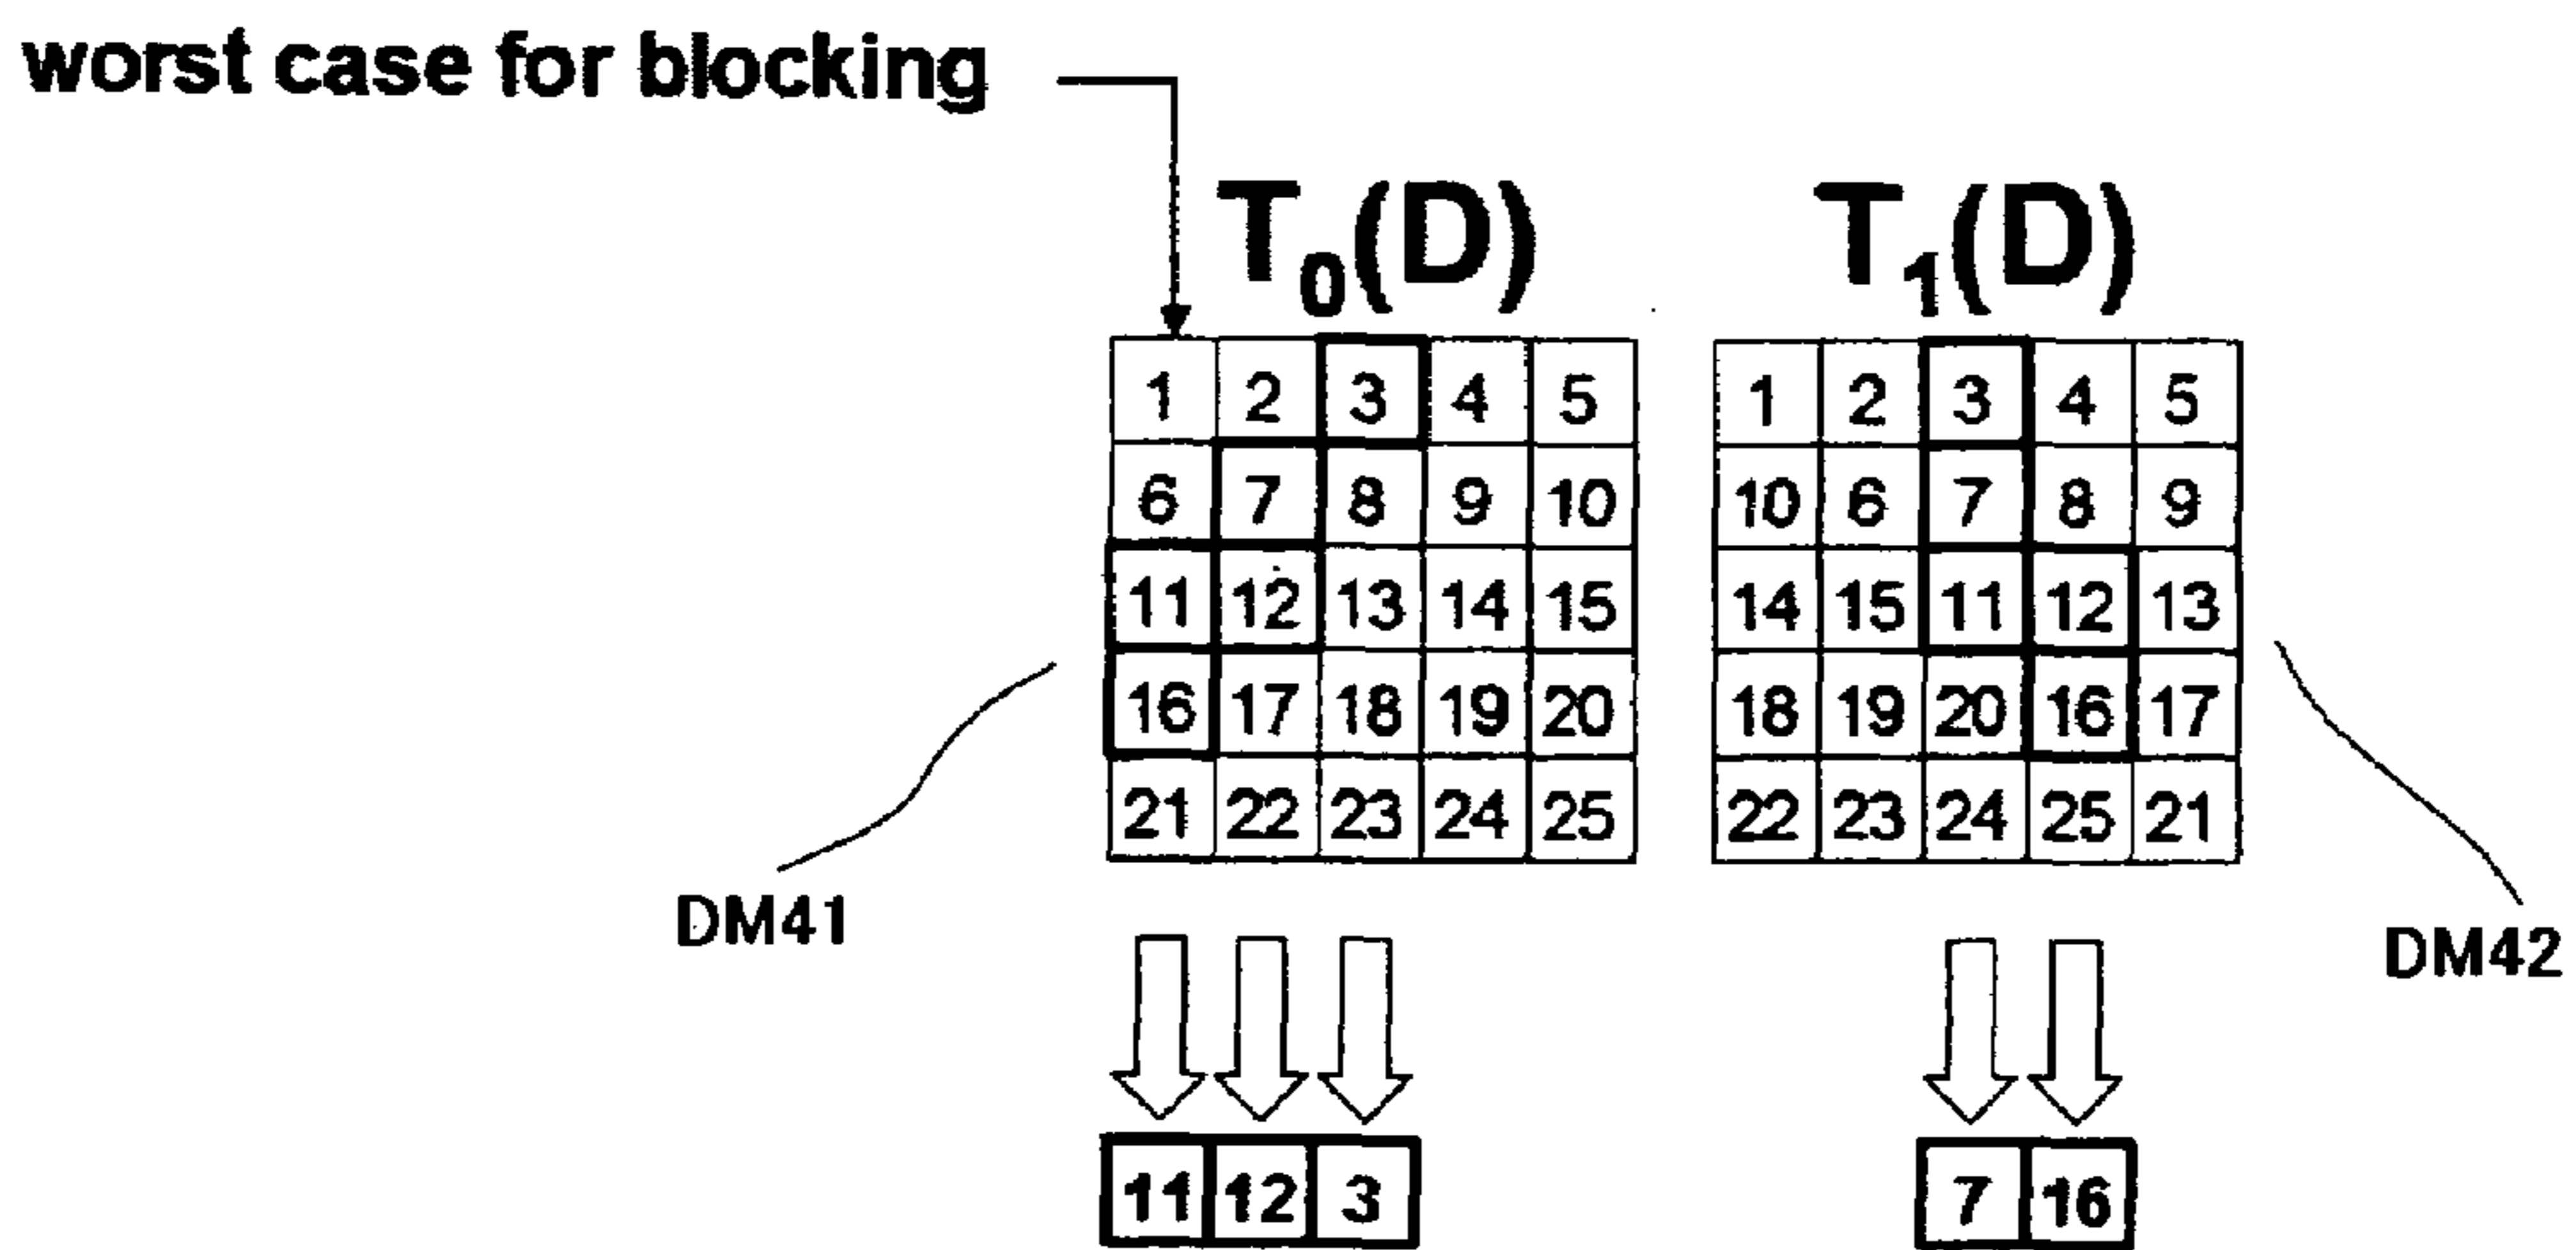 worst case for blocking
T0(D) T1(D)
1 2 3 4 5 1 2 3 4 5
6 7 8 9 10 10 6 7 8 9
11 12 13 14 15 14 15 11 12 13
16 17 18 19 20 18 19 20 16 17
21 22 23 24 25 22 23 24 25 21
DM41 DM42
11 12 3 7 16